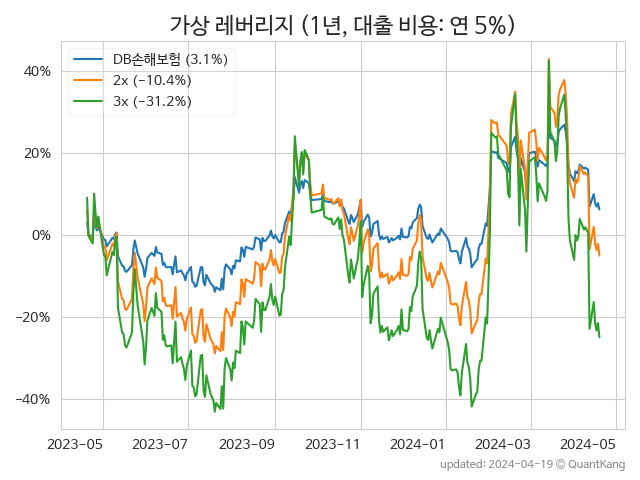 가상 레버리지 (1년, 대출 비용: 연 5%)
DB손해보험 (3.1%)
2x (−10.4%)
3x (−31.2%)
40%
20%
0%
−20%
−40%
2023-05 2023-07 2023-09 2023-11 2024-01 2024-03 2024-05
updated: 2024-04-19 © QuantKang